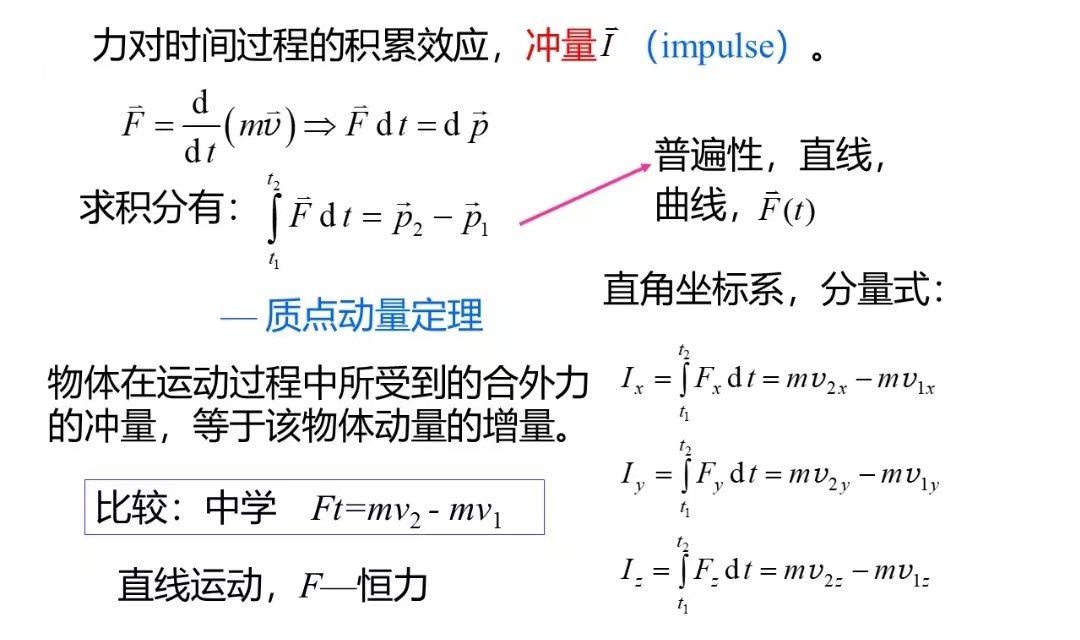 力对时间过程的积累效应，冲量 $\vec{I}$ （impulse）。
$\vec{F} = \frac{\mathrm{d}}{\mathrm{d}t}(m\vec{v}) \Rightarrow \vec{F}\,\mathrm{d}t = \mathrm{d}\,\vec{p}$
求积分有： $\int_{t_1}^{t_2} \vec{F}\,\mathrm{d}t = \vec{p}_2 - \vec{p}_1$
— 质点动量定理
物体在运动过程中所受到的合外力
的冲量，等于该物体动量的增量。
比较：中学 $Ft=mv_2 - mv_1$
直线运动，F—恒力
普遍性，直线，
曲线，$\vec{F}(t)$
直角坐标系，分量式：
$I_x = \int_{t_1}^{t_2} F_x\,\mathrm{d}t = mv_{2x} - mv_{1x}$
$I_y = \int_{t_1}^{t_2} F_y\,\mathrm{d}t = mv_{2y} - mv_{1y}$
$I_z = \int_{t_1}^{t_2} F_z\,\mathrm{d}t = mv_{2z} - mv_{1z}$